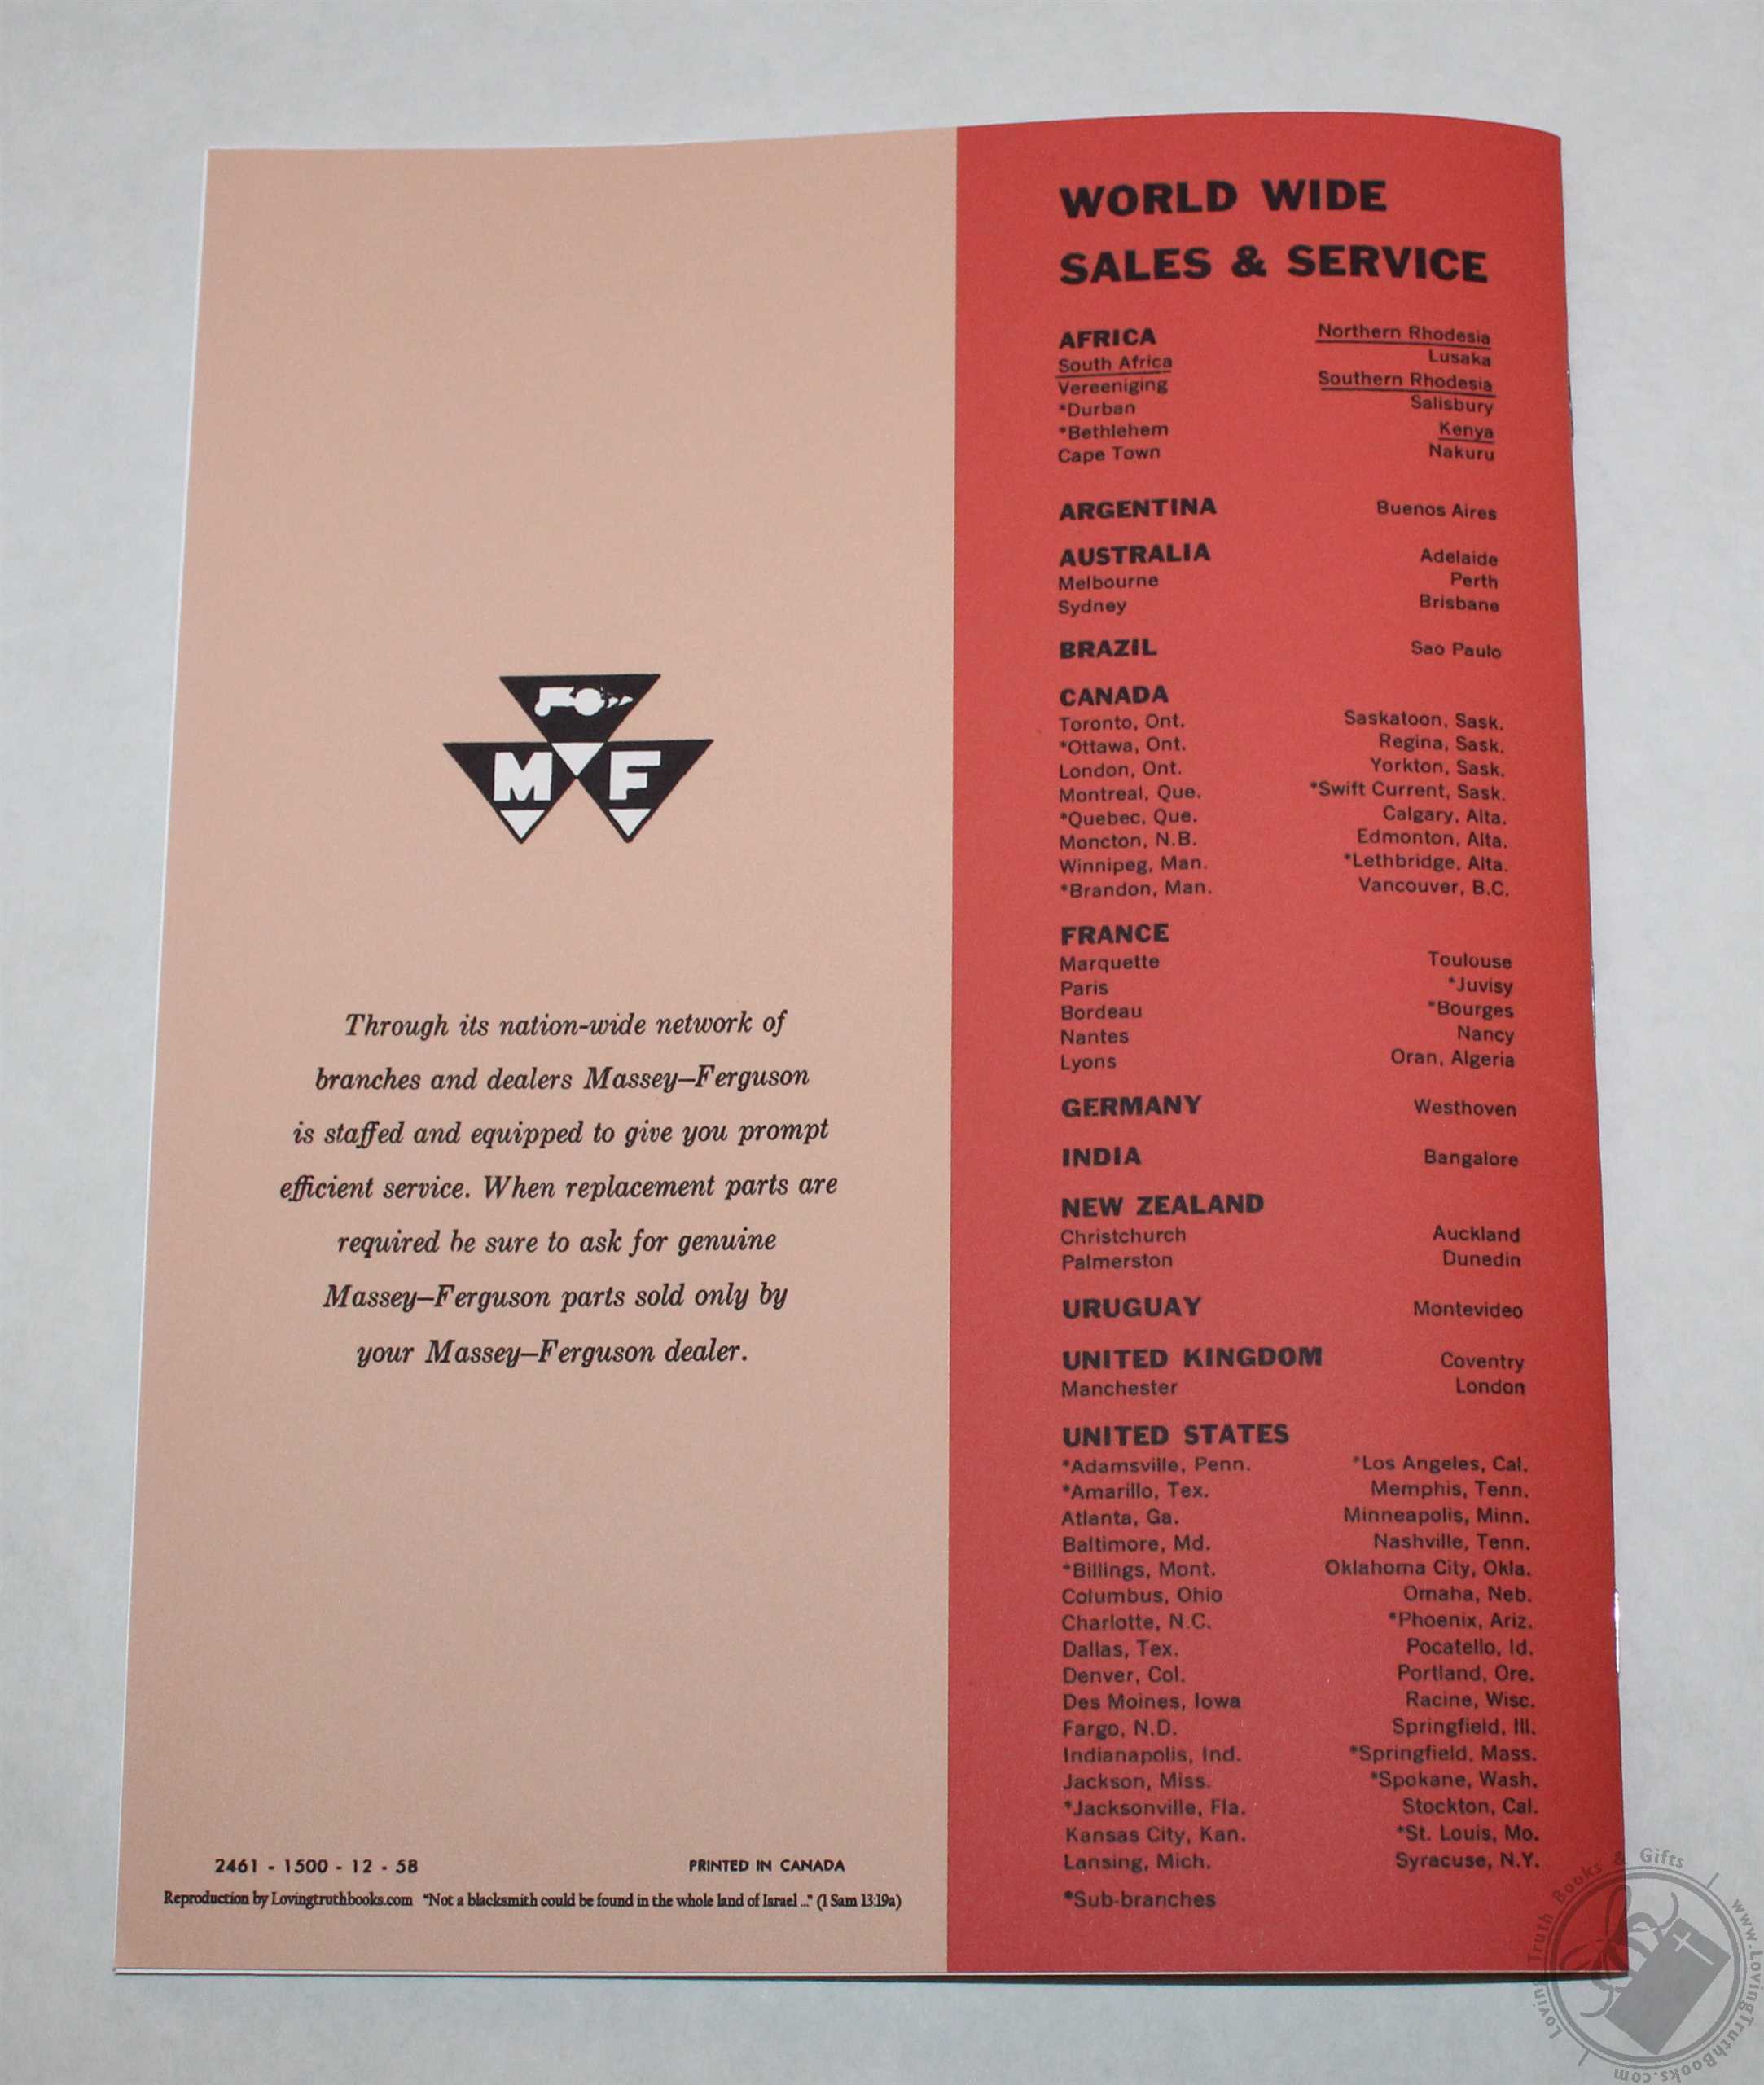 M F
Through its nation-wide network of
branches and dealers Massey–Ferguson
is staffed and equipped to give you prompt
efficient service. When replacement parts are
required be sure to ask for genuine
Massey–Ferguson parts sold only by
your Massey–Ferguson dealer.
2461 - 1500 - 12 - 58 PRINTED IN CANADA
Reproduction by Lovingtruthbooks.com "Not a blacksmith could be found in the whole land of Israel ..." (1 Sam 13:19a)
WORLD WIDE
SALES & SERVICE
AFRICA Northern Rhodesia
South Africa Lusaka
Vereeniging Southern Rhodesia
*Durban Salisbury
*Bethlehem Kenya
Cape Town Nakuru
ARGENTINA Buenos Aires
AUSTRALIA Adelaide
Melbourne Perth
Sydney Brisbane
BRAZIL Sao Paulo
CANADA
Toronto, Ont. Saskatoon, Sask.
*Ottawa, Ont. Regina, Sask.
London, Ont. Yorkton, Sask.
Montreal, Que. *Swift Current, Sask.
*Quebec, Que. Calgary, Alta.
Moncton, N.B. Edmonton, Alta.
Winnipeg, Man. *Lethbridge, Alta.
*Brandon, Man. Vancouver, B.C.
FRANCE
Marquette Toulouse
Paris *Juvisy
Bordeau *Bourges
Nantes Nancy
Lyons Oran, Algeria
GERMANY Westhoven
INDIA Bangalore
NEW ZEALAND
Christchurch Auckland
Palmerston Dunedin
URUGUAY Montevideo
UNITED KINGDOM Coventry
Manchester London
UNITED STATES
*Adamsville, Penn. *Los Angeles, Cal.
*Amarillo, Tex. Memphis, Tenn.
Atlanta, Ga. Minneapolis, Minn.
Baltimore, Md. Nashville, Tenn.
*Billings, Mont. Oklahoma City, Okla.
Columbus, Ohio Omaha, Neb.
Charlotte, N.C. *Phoenix, Ariz.
Dallas, Tex. Pocatello, Id.
Denver, Col. Portland, Ore.
Des Moines, Iowa Racine, Wisc.
Fargo, N.D. Springfield, Ill.
Indianapolis, Ind. *Springfield, Mass.
Jackson, Miss. *Spokane, Wash.
*Jacksonville, Fla. Stockton, Cal.
Kansas City, Kan. *St. Louis, Mo.
Lansing, Mich. Syracuse, N.Y.
*Sub-branches
Loving Truth Books & Gifts
www.LovingTruthBooks.com